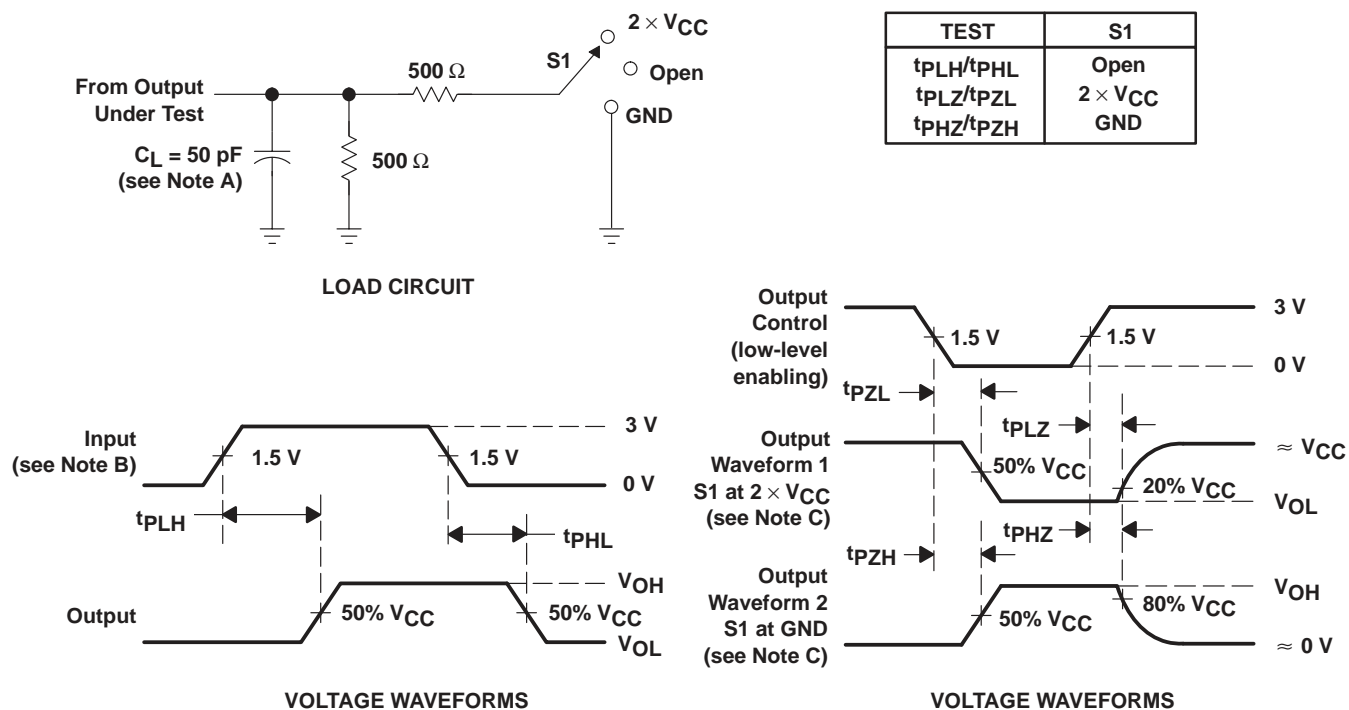 2 × VCC
S1
Open
GND
500 Ω
From Output
Under Test
CL = 50 pF
(see Note A)
500 Ω
LOAD CIRCUIT
TEST S1
tPLH/tPHL Open
tPLZ/tPZL 2 × VCC
tPHZ/tPZH GND
Input
(see Note B)
1.5 V
1.5 V
3 V
0 V
tPLH
tPHL
Output
50% VCC
50% VCC
VOH
VOL
VOLTAGE WAVEFORMS
Output
Control
(low-level
enabling)
1.5 V
1.5 V
3 V
0 V
tPZL
tPLZ
Output
Waveform 1
S1 at 2 × VCC
(see Note C)
50% VCC
20% VCC
≈ VCC
VOL
tPZH
tPHZ
Output
Waveform 2
S1 at GND
(see Note C)
50% VCC
80% VCC
VOH
≈ 0 V
VOLTAGE WAVEFORMS